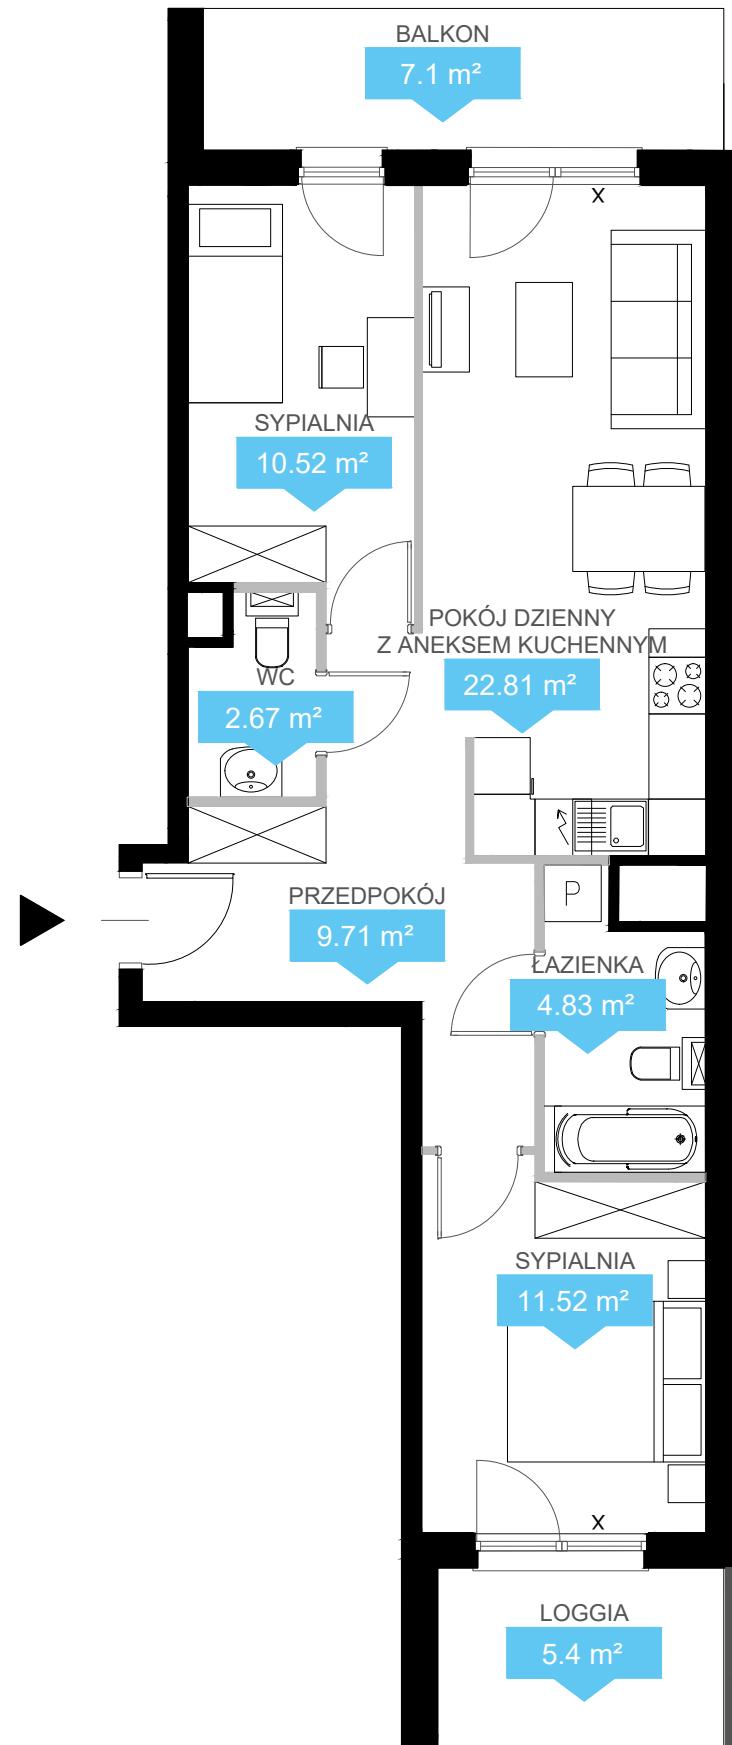 BALKON
7.1 m²
X
SYPIALNIA
10.52 m²
POKÓJ DZIENNY
Z ANEKSEM KUCHENNYM
22.81 m²
WC
2.67 m²
PRZEDPOKÓJ
9.71 m²
P
ŁAZIENKA
4.83 m²
SYPIALNIA
11.52 m²
X
LOGGIA
5.4 m²